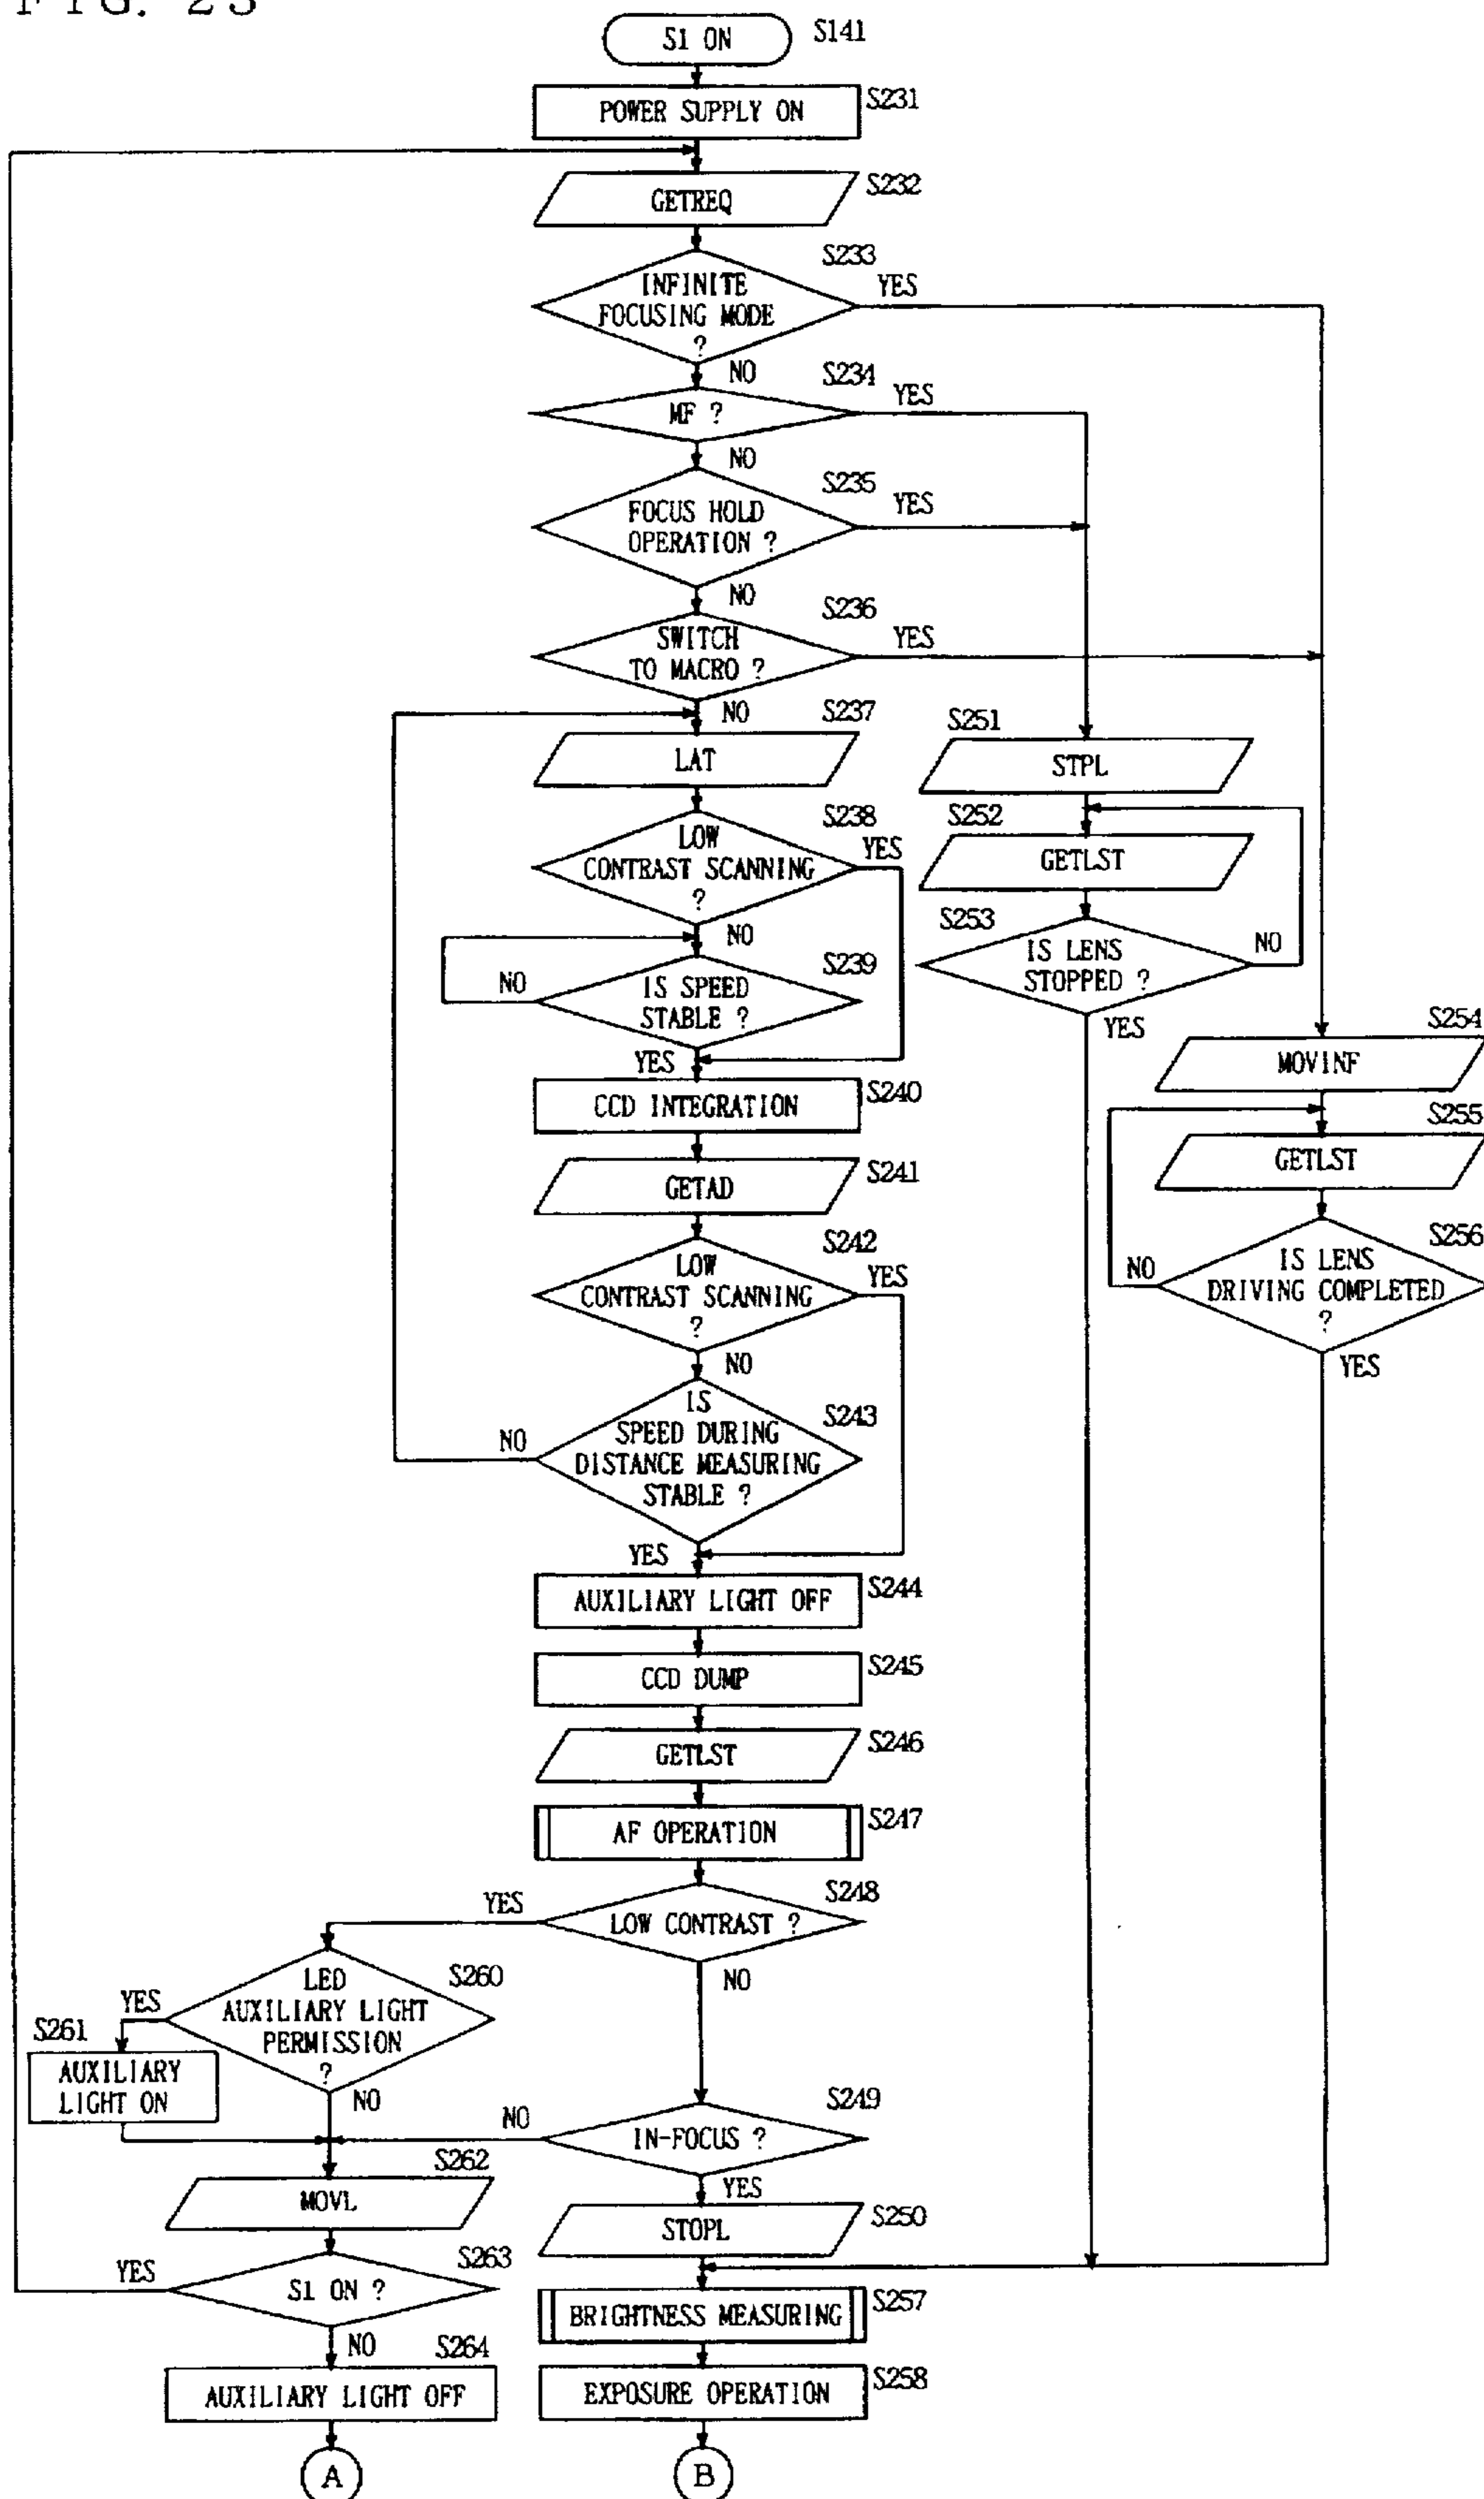 FIG. 23
S1 ON
S141
POWER SUPPLY ON
S231
GETREQ
S232
S233
INFINITE
FOCUSING MODE
?
YES
NO
S234
MF ?
YES
NO
S235
FOCUS HOLD
OPERATION ?
YES
NO
S236
SWITCH
TO MACRO ?
YES
NO
S237
LAT
S238
LOW
CONTRAST SCANNING
?
YES
NO
S239
IS SPEED
STABLE ?
NO
YES
CCD INTEGRATION
S240
GETAD
S241
S242
LOW
CONTRAST SCANNING
?
YES
NO
S243
IS
SPEED DURING
DISTANCE MEASURING
STABLE ?
NO
YES
AUXILIARY LIGHT OFF
S244
CCD DUMP
S245
GETLST
S246
AF OPERATION
S247
S248
LOW CONTRAST ?
YES
NO
S249
IN-FOCUS ?
NO
YES
STOPL
S250
S251
STPL
S252
GETLST
S253
IS LENS
STOPPED ?
NO
YES
S254
MOVINF
S255
GETLST
S256
IS LENS
DRIVING COMPLETED
?
NO
YES
BRIGHTNESS MEASURING
S257
EXPOSURE OPERATION
S258
B
S260
LED
AUXILIARY LIGHT
PERMISSION
?
YES
NO
S261
AUXILIARY
LIGHT ON
S262
MOVL
S263
S1 ON ?
YES
NO
S264
AUXILIARY LIGHT OFF
A